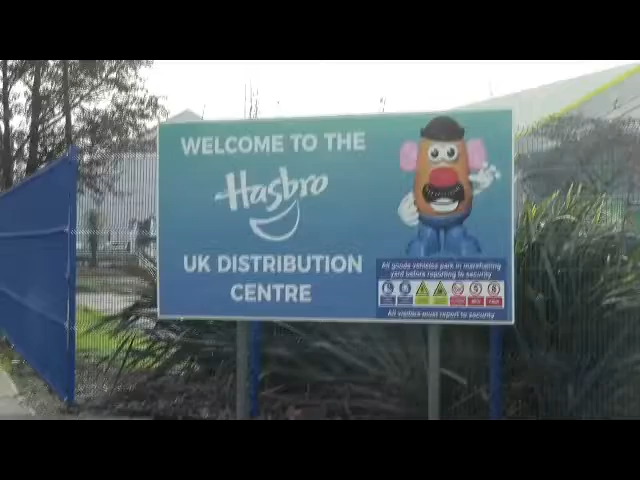 WELCOME TO THE
Hasbro
UK DISTRIBUTION
CENTRE
All goods vehicles park in marshalling
yard before reporting to security
All visitors must report to security